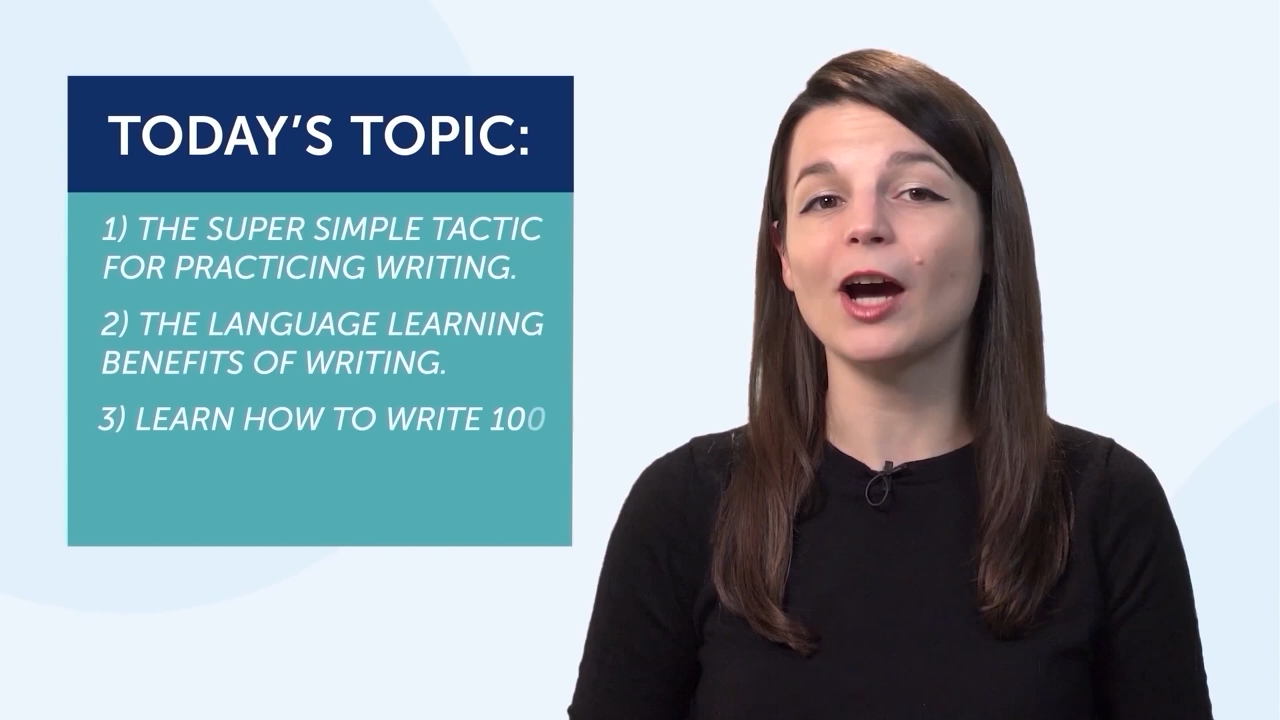 TODAY'S TOPIC:
1) THE SUPER SIMPLE TACTIC
FOR PRACTICING WRITING.
2) THE LANGUAGE LEARNING
BENEFITS OF WRITING.
3) LEARN HOW TO WRITE 100